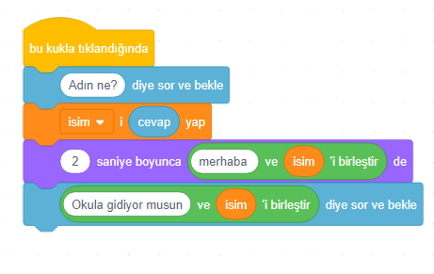 bu kukla tıklandığında
Adın ne? diye sor ve bekle
isim i cevap yap
2 saniye boyunca merhaba ve isim 'i birleştir de
Okula gidiyor musun ve isim 'i birleştir diye sor ve bekle